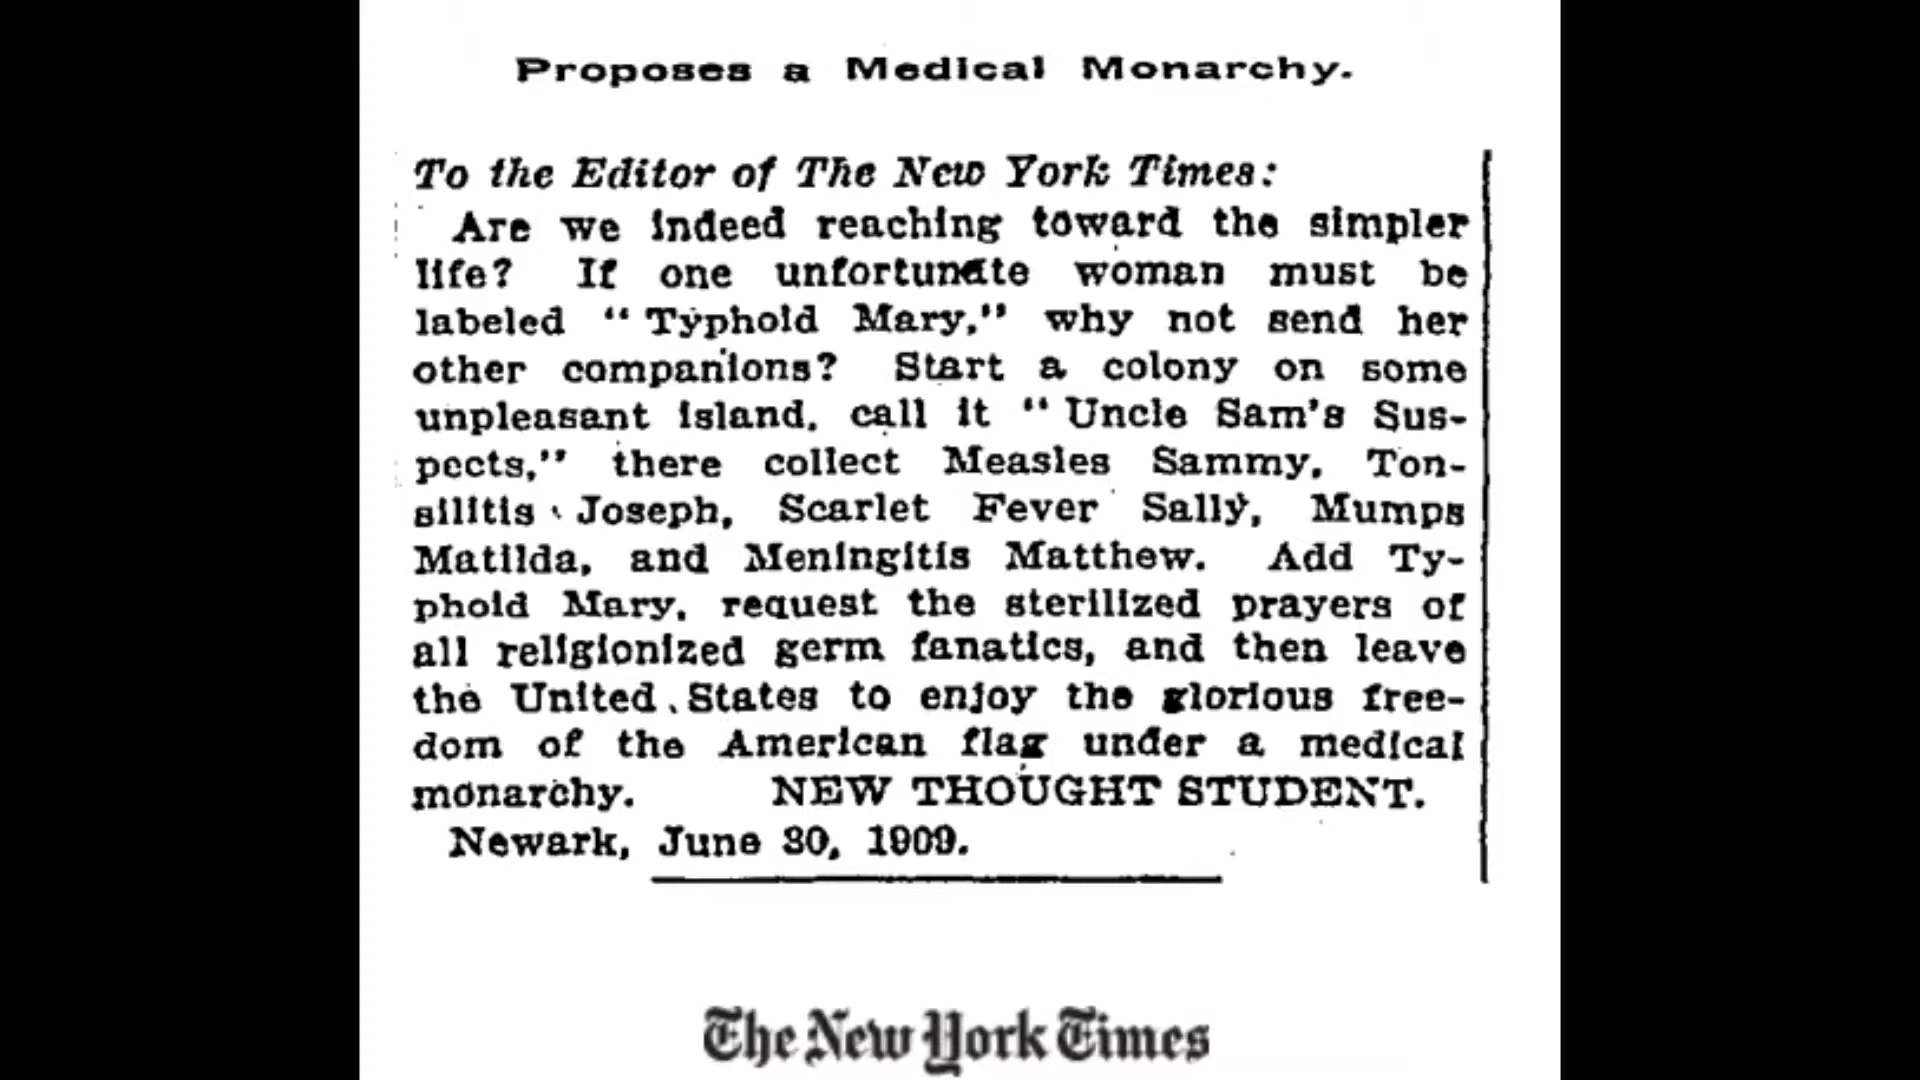 Proposes a Medical Monarchy.
To the Editor of The New York Times:
Are we indeed reaching toward the simpler
life? If one unfortunate woman must be
labeled "Typhoid Mary," why not send her
other companions? Start a colony on some
unpleasant island, call it "Uncle Sam's Sus-
pects," there collect Measles Sammy, Ton-
silitis Joseph, Scarlet Fever Sally, Mumps
Matilda, and Meningitis Matthew. Add Ty-
phoid Mary, request the sterilized prayers of
all religionized germ fanatics, and then leave
the United States to enjoy the glorious free-
dom of the American flag under a medical
monarchy. NEW THOUGHT STUDENT.
Newark, June 30, 1909.
The New York Times